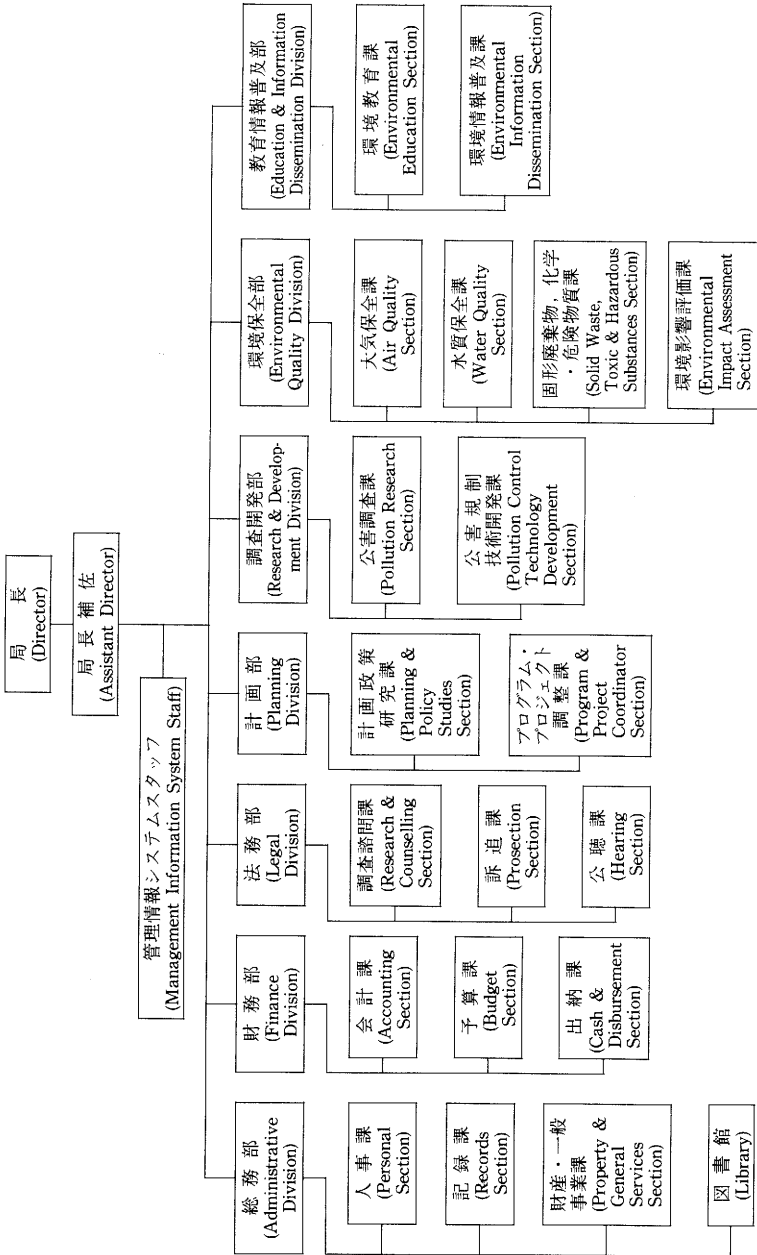 局長
(Director)
局長補佐
(Assistant Director)
管理情報システムスタッフ
(Management Information System Staff)
総務部
(Administrative
Division)
人事課
(Personal
Section)
記録課
(Records
Section)
財産・一般
事業課
(Property &
General
Services
Section)
図書館
(Library)
財務部
(Finance
Division)
会計課
(Accounting
Section)
予算課
(Budget
Section)
出納課
(Cash &
Disbursement
Section)
法務部
(Legal
Division)
調査諮問課
(Research &
Counselling
Section)
訴追課
(Prosection
Section)
公聴課
(Hearing
Section)
計画部
(Planning
Division)
計画政策
研究課
(Planning &
Policy
Studies
Section)
プログラム・
プロジェクト
調整課
(Program &
Project
Coordinator
Section)
調査開発部
(Research & Develop-
ment Division)
公害調査課
(Pollution Research
Section)
公害規制
技術開発課
(Pollution Control
Technology
Development
Section)
環境保全部
(Environmental
Quality Division)
大気保全課
(Air Quality
Section)
水質保全課
(Water Quality
Section)
固形廃棄物，化学
・危険物質課
(Solid Waste,
Toxic & Hazardous
Substances Section)
環境影響評価課
(Environmental
Impact Assessment
Section)
教育情報普及部
(Education & Information
Dissemination Division)
環境教育課
(Environmental
Education Section)
環境情報普及課
(Environmental
Information
Dissemination Section)